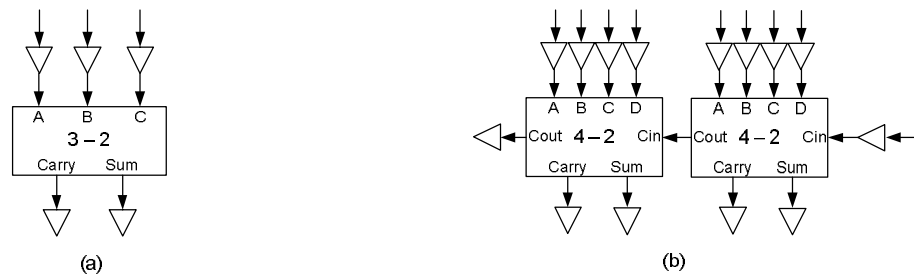 A B C
3–2
Carry Sum
(a)
A B C D A B C D
Cout 4–2 Cin Cout 4–2 Cin
Carry Sum Carry Sum
(b)